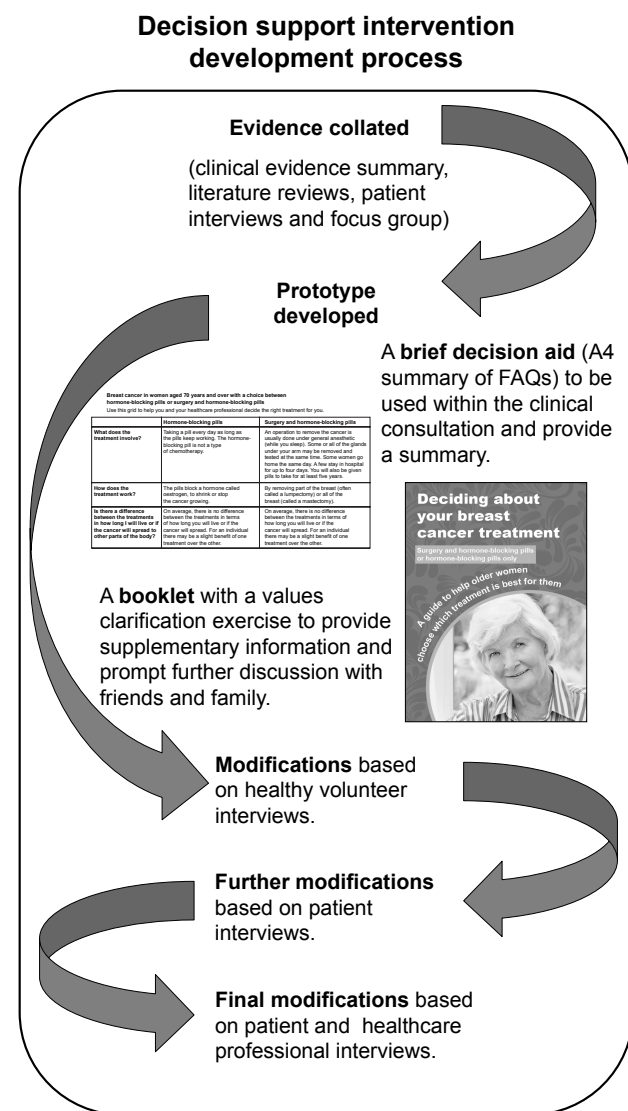 Decision support intervention
development process
Evidence collated
(clinical evidence summary,
literature reviews, patient
interviews and focus group)
Prototype
developed
A brief decision aid (A4
summary of FAQs) to be
used within the clinical
consultation and provide
a summary.
Breast cancer in women aged 70 years and over with a choice between
hormone-blocking pills or surgery and hormone-blocking pills
Use this grid to help you and your healthcare professional decide the right treatment for you.
Hormone-blocking pills
Surgery and hormone-blocking pills
What does the
treatment involve?
Taking a pill every day as long as
the pills keep working. The hormone-
blocking pill is not a type
of chemotherapy.
An operation to remove the cancer is
usually done under general anesthetic
(while you sleep). Some or all of the glands
under your arm may be removed and
tested at the same time. Some women go
home the same day. A few stay in hospital
for up to four days. You will also be given
pills to take for at least five years.
How does the
treatment work?
The pills block a hormone called
oestrogen, to shrink or stop
the cancer growing.
By removing part of the breast (often
called a lumpectomy) or all of the
breast (called a mastectomy).
Is there a difference
between the treatments
in how long I will live or if
the cancer will spread to
other parts of the body?
On average, there is no difference
between the treatments in terms
of how long you will live or if the
cancer will spread. For an individual
there may be a slight benefit of one
treatment over the other.
On average, there is no difference
between the treatments in terms of
how long you will live or if the
cancer will spread. For an individual
there may be a slight benefit of one
treatment over the other.
Deciding about
your breast
cancer treatment
Surgery and hormone-blocking pills
or hormone-blocking pills only
A guide to help older women
choose which treatment is best for them
A booklet with a values
clarification exercise to provide
supplementary information and
prompt further discussion with
friends and family.
Modifications based
on healthy volunteer
interviews.
Further modifications
based on patient
interviews.
Final modifications based
on patient and healthcare
professional interviews.